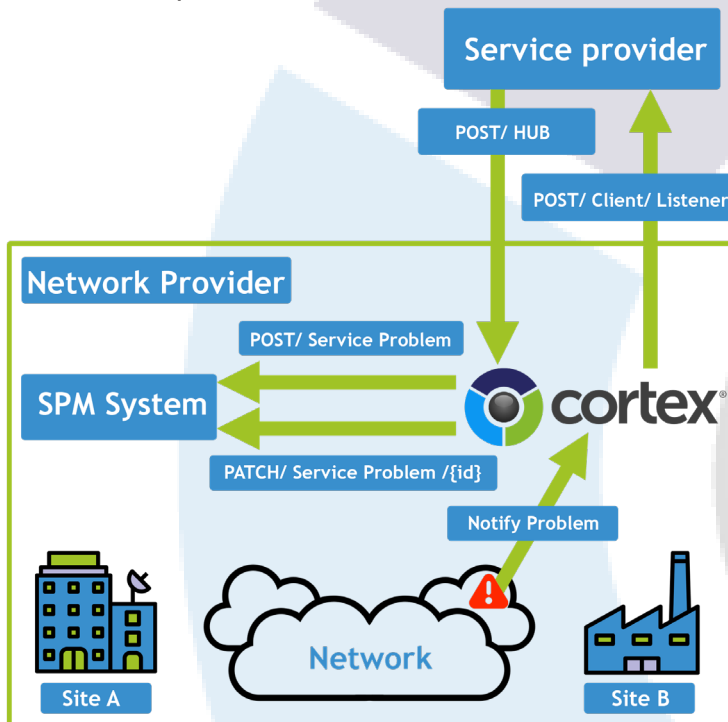 Service provider
POST/ HUB
POST/ Client/ Listener
Network Provider
POST/ Service Problem
SPM System
cortex®
PATCH/ Service Problem /{id}
Notify Problem
Network
Site A
Site B